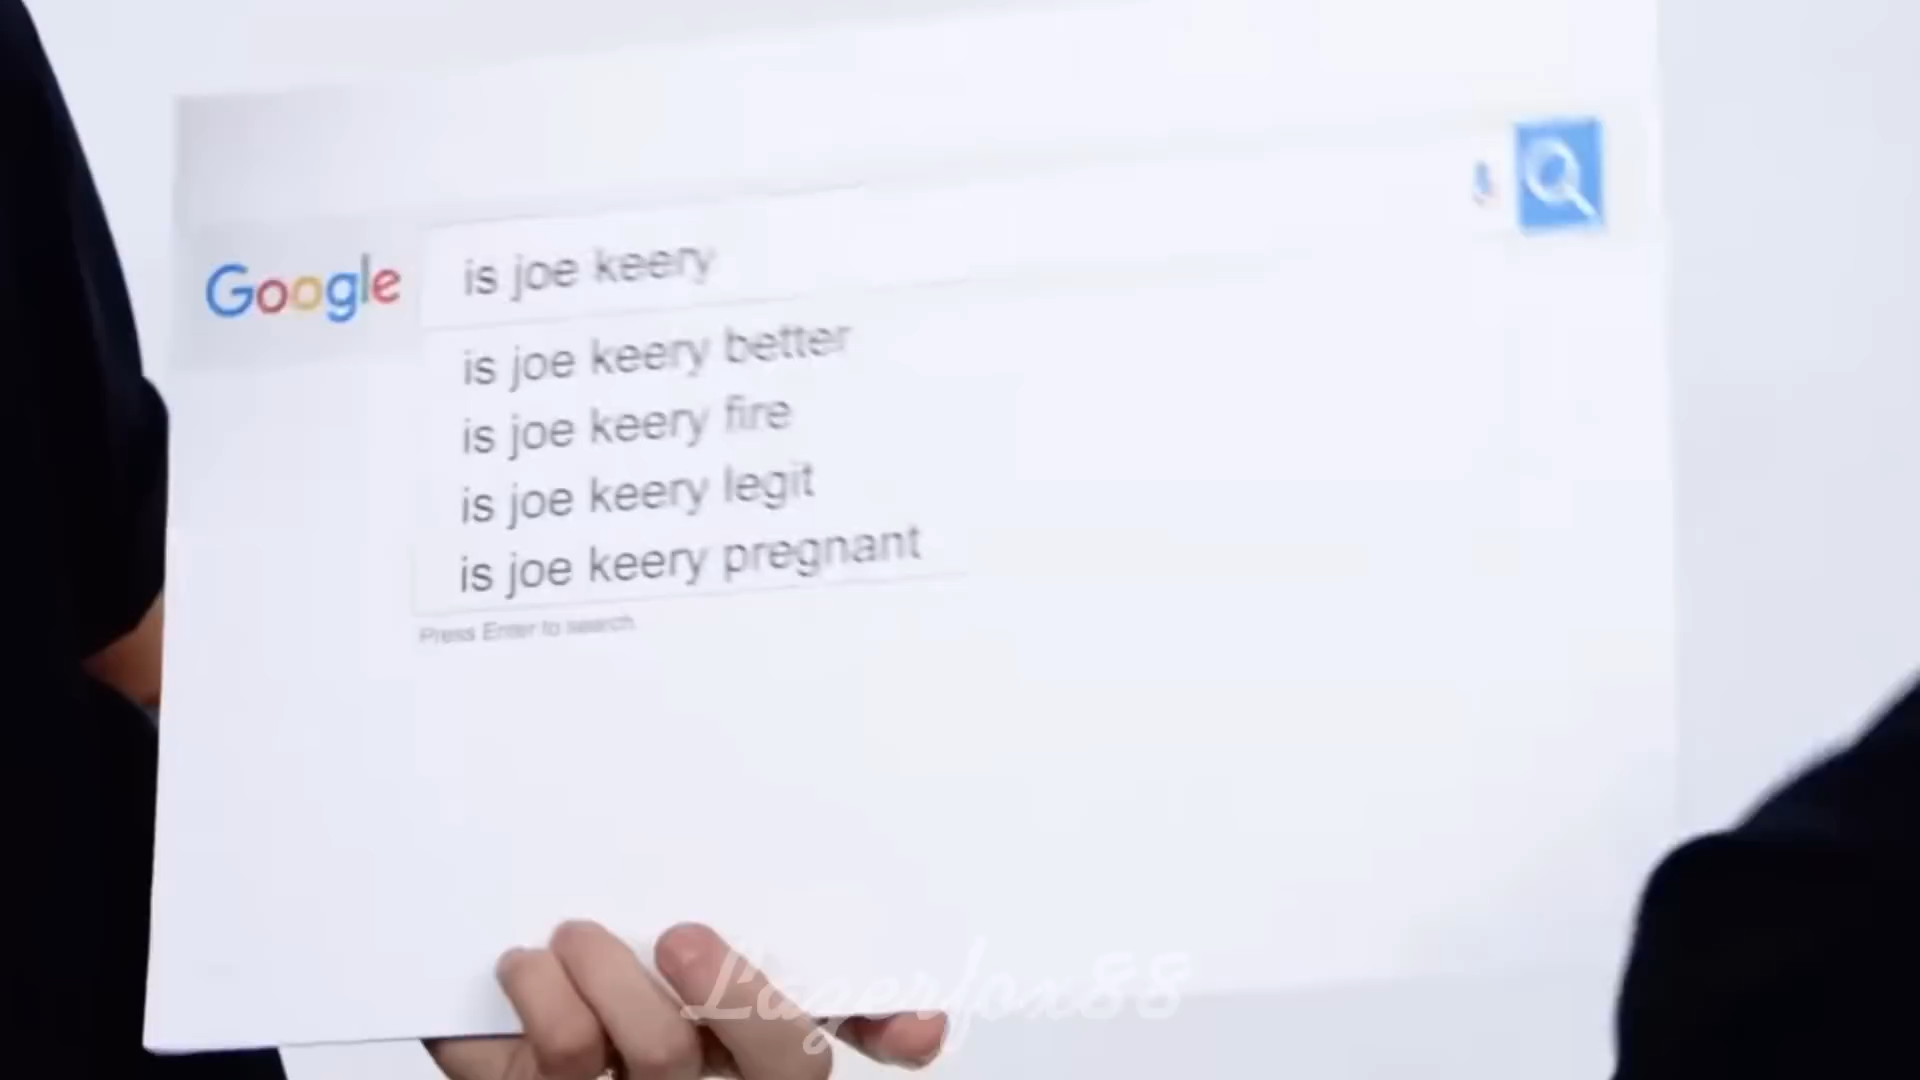 Google
is joe keery
is joe keery better
is joe keery fire
is joe keery legit
is joe keery pregnant
Press Enter to search.
Lagerfox88